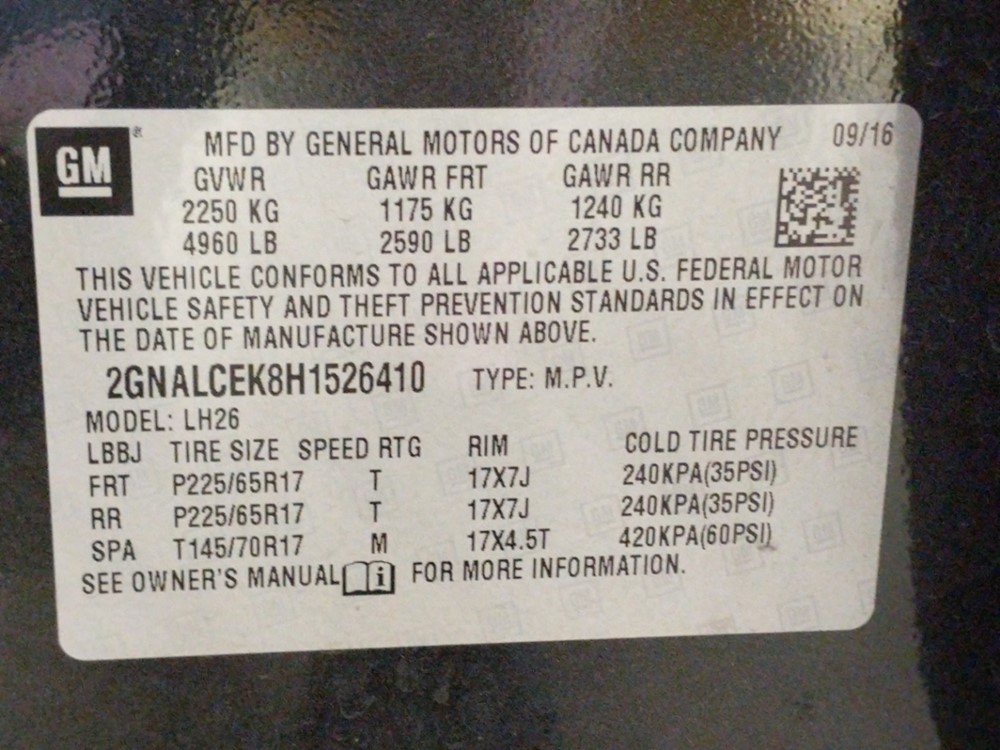 GM ® MFD BY GENERAL MOTORS OF CANADA COMPANY 09/16
GVWR GAWR FRT GAWR RR
2250 KG 1175 KG 1240 KG
4960 LB 2590 LB 2733 LB
THIS VEHICLE CONFORMS TO ALL APPLICABLE U.S. FEDERAL MOTOR
VEHICLE SAFETY AND THEFT PREVENTION STANDARDS IN EFFECT ON
THE DATE OF MANUFACTURE SHOWN ABOVE.
2GNALCEK8H1526410 TYPE: M.P.V.
MODEL: LH26
LBBJ TIRE SIZE SPEED RTG RIM COLD TIRE PRESSURE
FRT P225/65R17 T 17X7J 240KPA(35PSI)
RR P225/65R17 T 17X7J 240KPA(35PSI)
SPA T145/70R17 M 17X4.5T 420KPA(60PSI)
SEE OWNER'S MANUAL i FOR MORE INFORMATION.